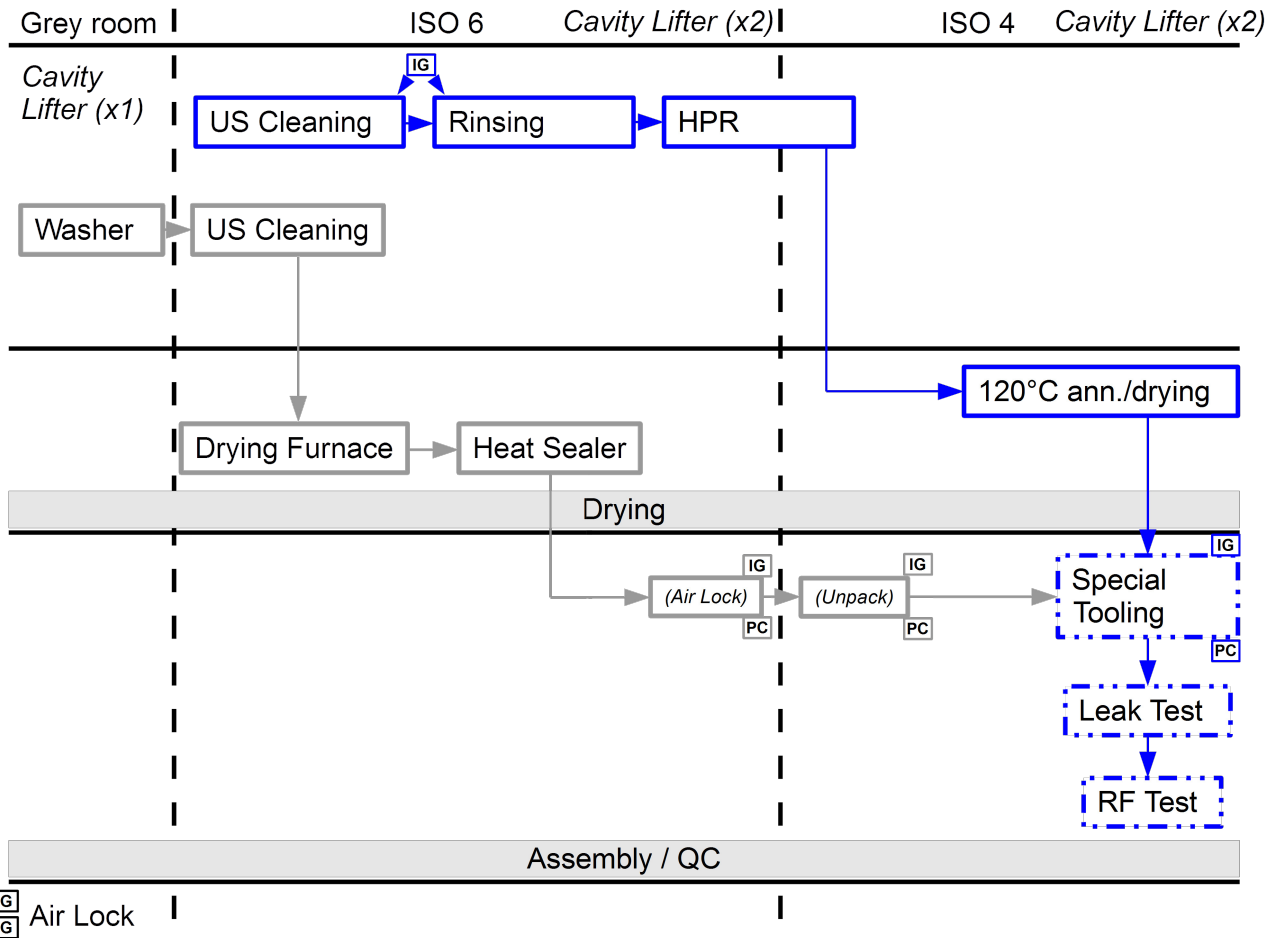 Grey room
ISO 6
Cavity Lifter (x2)
ISO 4
Cavity Lifter (x2)
Cavity
Lifter (x1)
IG
US Cleaning
Rinsing
HPR
Washer
US Cleaning
120°C ann./drying
Drying Furnace
Heat Sealer
Drying
IG
(Air Lock)
PC
IG
(Unpack)
PC
IG
Special
Tooling
PC
Leak Test
RF Test
Assembly / QC
G
G
Air Lock